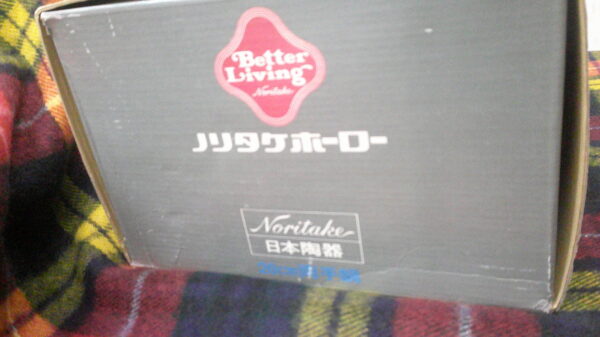 Better
Living
Noritake
ノリタケホーロー
Noritake
日本陶器